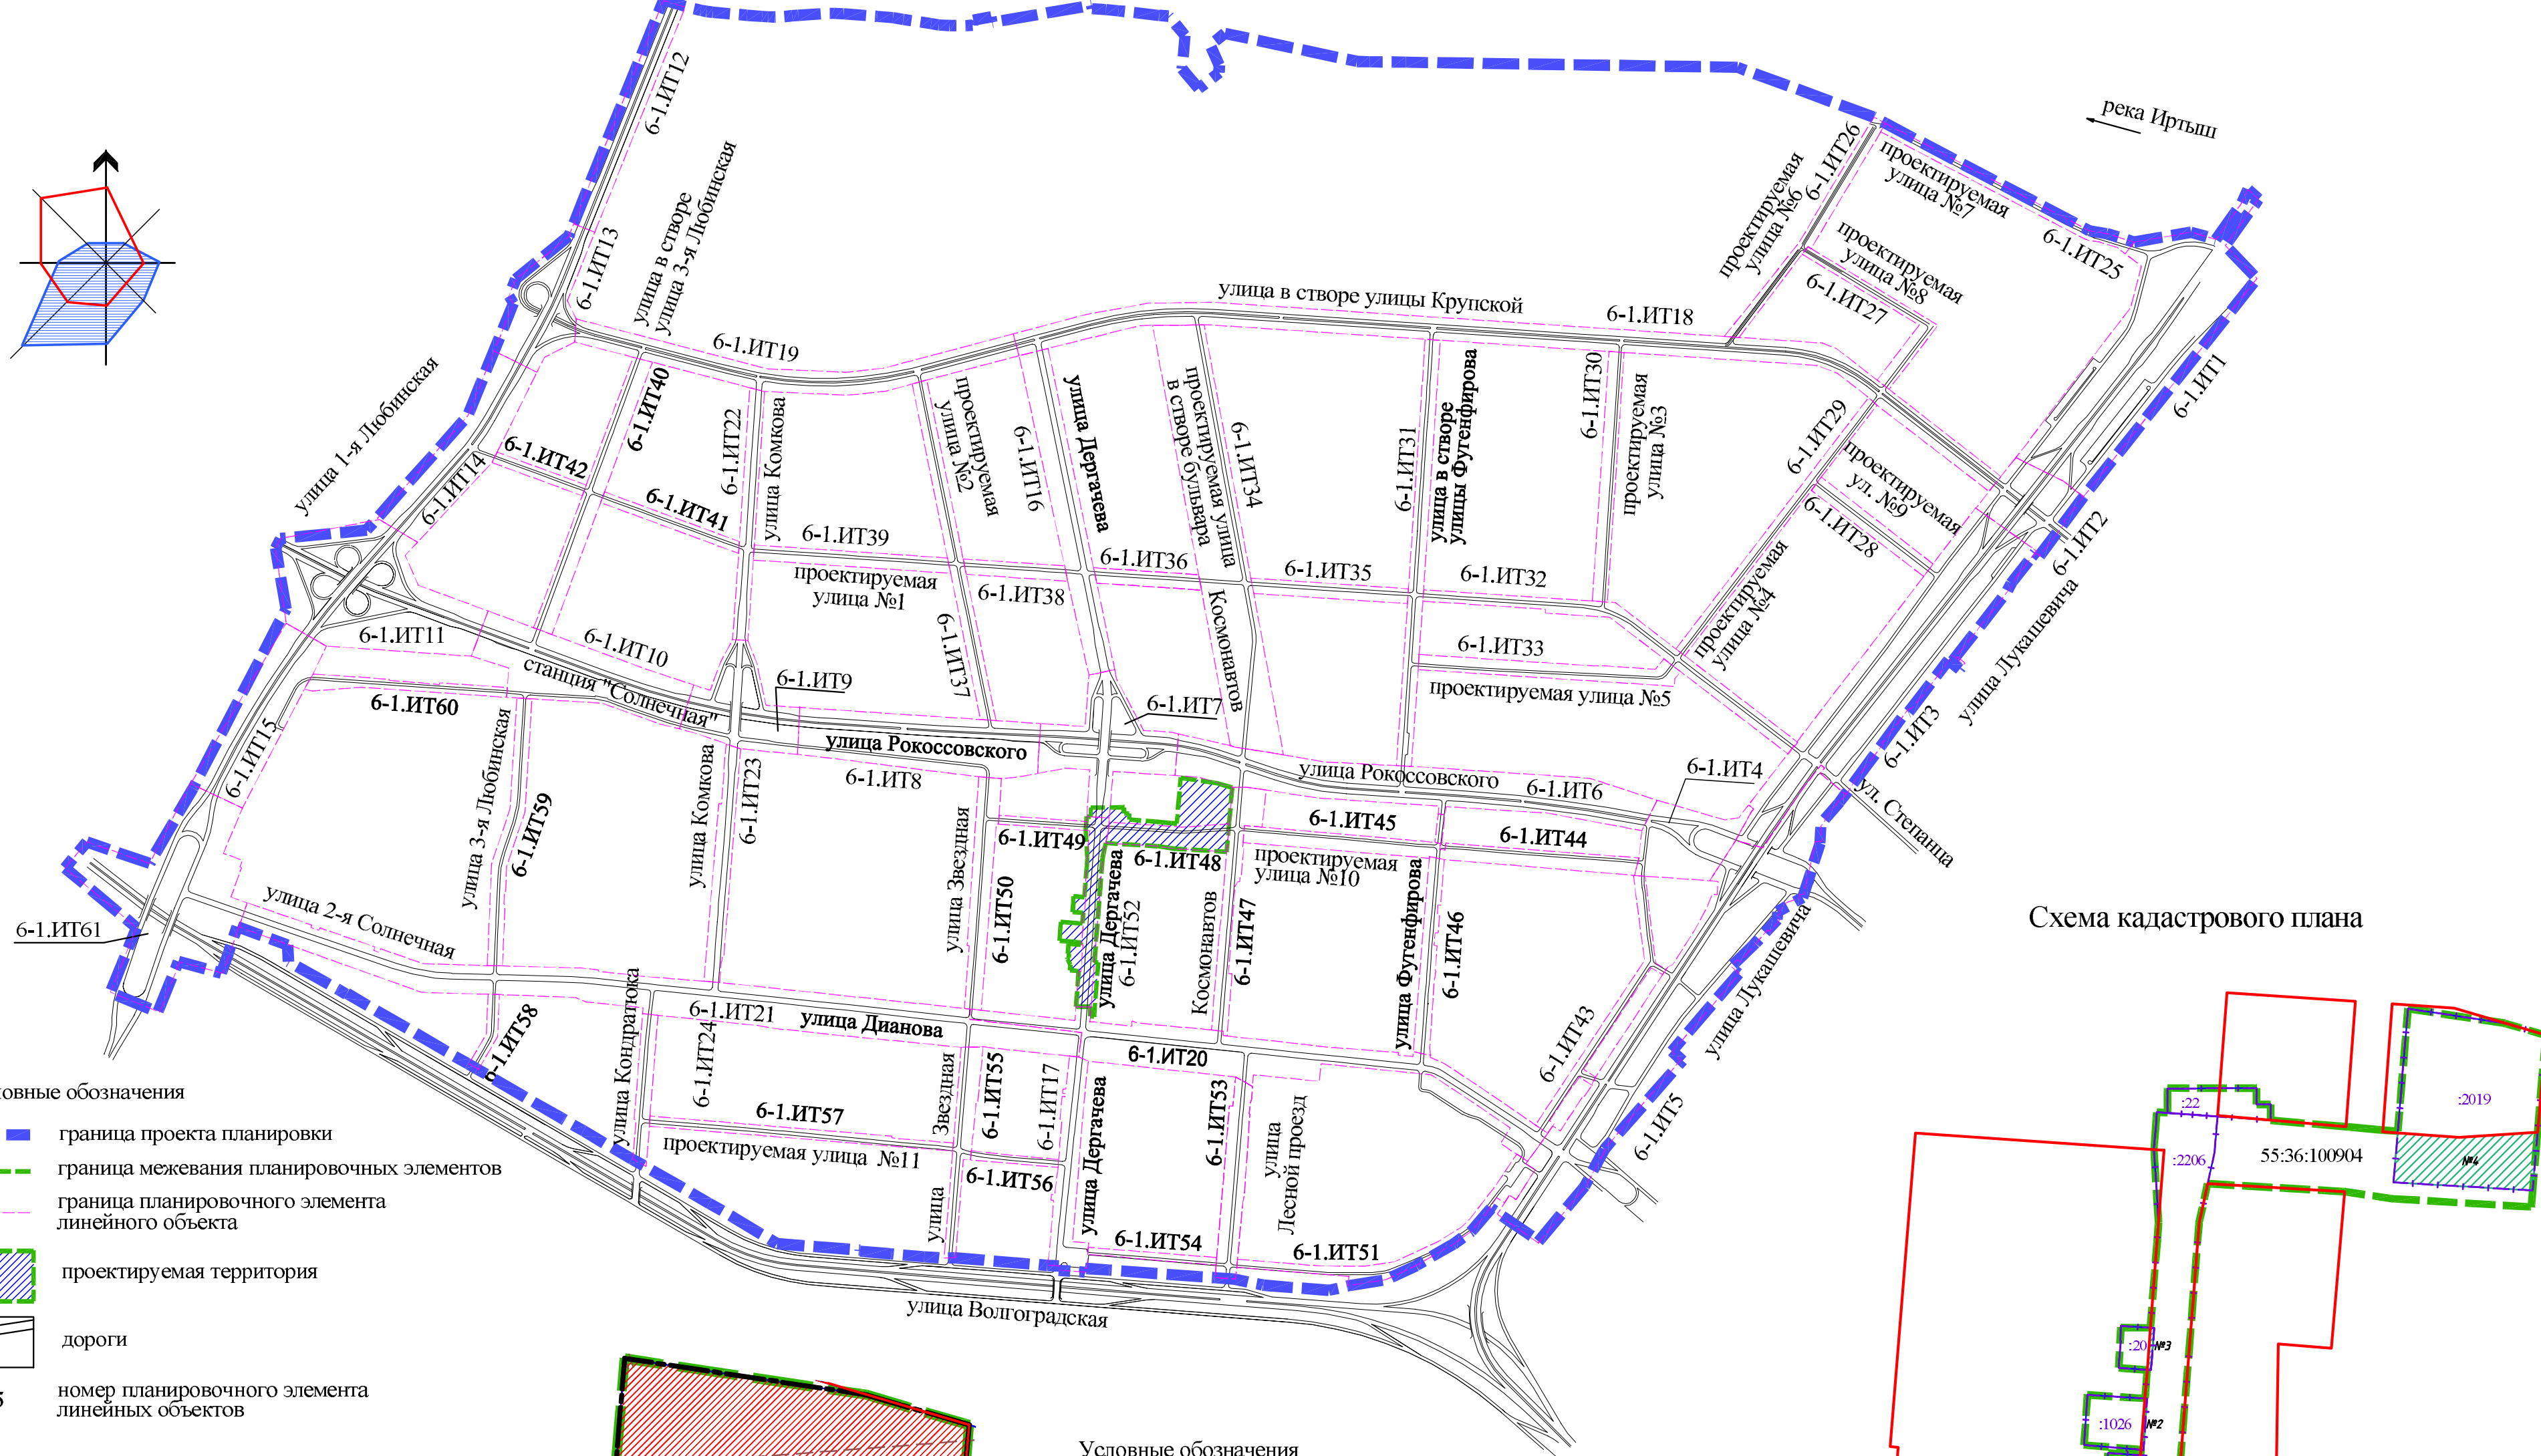 6-1.ИТ12
река Иртыш
6-1.ИТ26
проектируемая
улица №6
проектируемая
улица №7
6-1.ИТ25
6-1.ИТ13
улица в створе
улица 3-я Любинская
проектируемая
улица №8
6-1.ИТ27
улица в створе улицы Крупской
6-1.ИТ18
6-1.ИТ19
6-1.ИТ1
улица 1-я Любинская
6-1.ИТ40
6-1.ИТ42
6-1.ИТ14
6-1.ИТ41
6-1.ИТ22
улица Комкова
проектируемая
улица №2
6-1.ИТ16
улица Дергачева
проектируемая улица
в створе бульвара
Космонавтов
6-1.ИТ34
6-1.ИТ31
улица в створе
улицы Фугенфирова
6-1.ИТ30
проектируемая
улица №3
6-1.ИТ29
проектируемая
ул. №9
6-1.ИТ28
6-1.ИТ2
6-1.ИТ39
проектируемая
улица №1
6-1.ИТ38
6-1.ИТ36
6-1.ИТ35
6-1.ИТ32
проектируемая
улица №4
улица Лукашевича
6-1.ИТ11
6-1.ИТ10
станция "Солнечная"
6-1.ИТ9
6-1.ИТ37
6-1.ИТ7
6-1.ИТ33
проектируемая улица №5
6-1.ИТ3
6-1.ИТ60
6-1.ИТ15
улица 3-я Любинская
6-1.ИТ59
улица Комкова
6-1.ИТ23
улица Рокоссовского
6-1.ИТ8
улица Рокоссовского
6-1.ИТ6
6-1.ИТ4
ул. Степанца
улица Звездная
6-1.ИТ49
6-1.ИТ50
6-1.ИТ48
улица Дергачева
6-1.ИТ52
6-1.ИТ45
проектируемая
улица №10
6-1.ИТ44
Космонавтов
6-1.ИТ47
улица Фугенфирова
6-1.ИТ46
6-1.ИТ61
улица 2-я Солнечная
улица Лукашевича
6-1.ИТ58
улица Кондратюка
6-1.ИТ24
6-1.ИТ21
улица Дианова
6-1.ИТ20
6-1.ИТ43
6-1.ИТ5
6-1.ИТ57
проектируемая улица №11
Звездная
улица
6-1.ИТ55
6-1.ИТ17
6-1.ИТ56
улица Дергачева
6-1.ИТ53
улица
Лесной проезд
6-1.ИТ54
6-1.ИТ51
улица Волгоградская
овные обозначения
граница проекта планировки
граница межевания планировочных элементов
граница планировочного элемента
линейного объекта
проектируемая территория
дороги
номер планировочного элемента
линейных объектов
Условные обозначения
Схема кадастрового плана
:22
:2019
:2206
55:36:100904
№4
:20
№3
:1026
№2